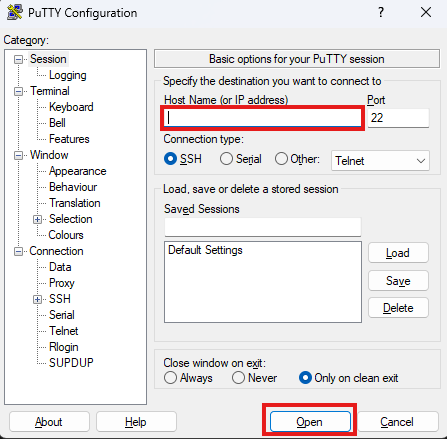 PuTTY Configuration
? ×
Category:
Session
Logging
Terminal
Keyboard
Bell
Features
Window
Appearance
Behaviour
Translation
Selection
Colours
Connection
Data
Proxy
SSH
Serial
Telnet
Rlogin
SUPDUP
Basic options for your PuTTY session
Specify the destination you want to connect to
Host Name (or IP address) Port
22
Connection type:
SSH Serial Other: Telnet
Load, save or delete a stored session
Saved Sessions
Default Settings
Load
Save
Delete
Close window on exit:
Always Never Only on clean exit
About Help Open Cancel